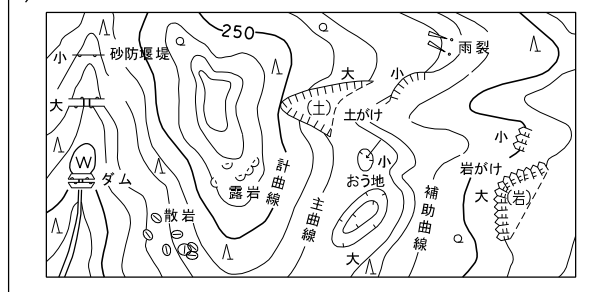 250
小 砂防堰堤
大
W
ダム
散岩
露岩
計曲線
主曲線
大
(土)
土がけ
小
雨裂
小
おう地
大
補助曲線
小
岩がけ
大
(岩)